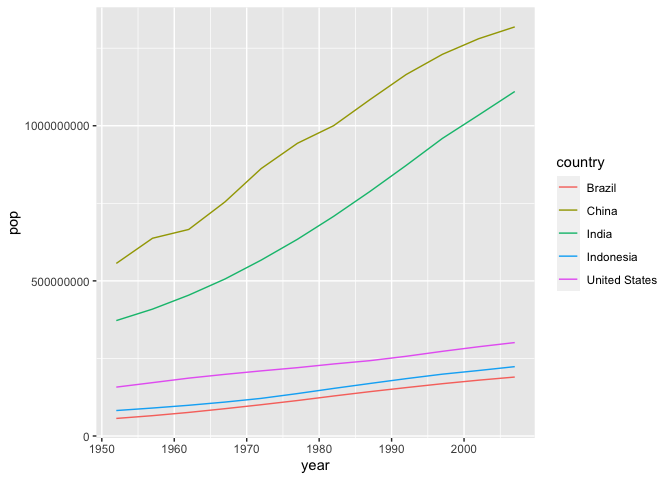 pop
1000000000
500000000
0
1950 1960 1970 1980 1990 2000
year
country
Brazil
China
India
Indonesia
United States